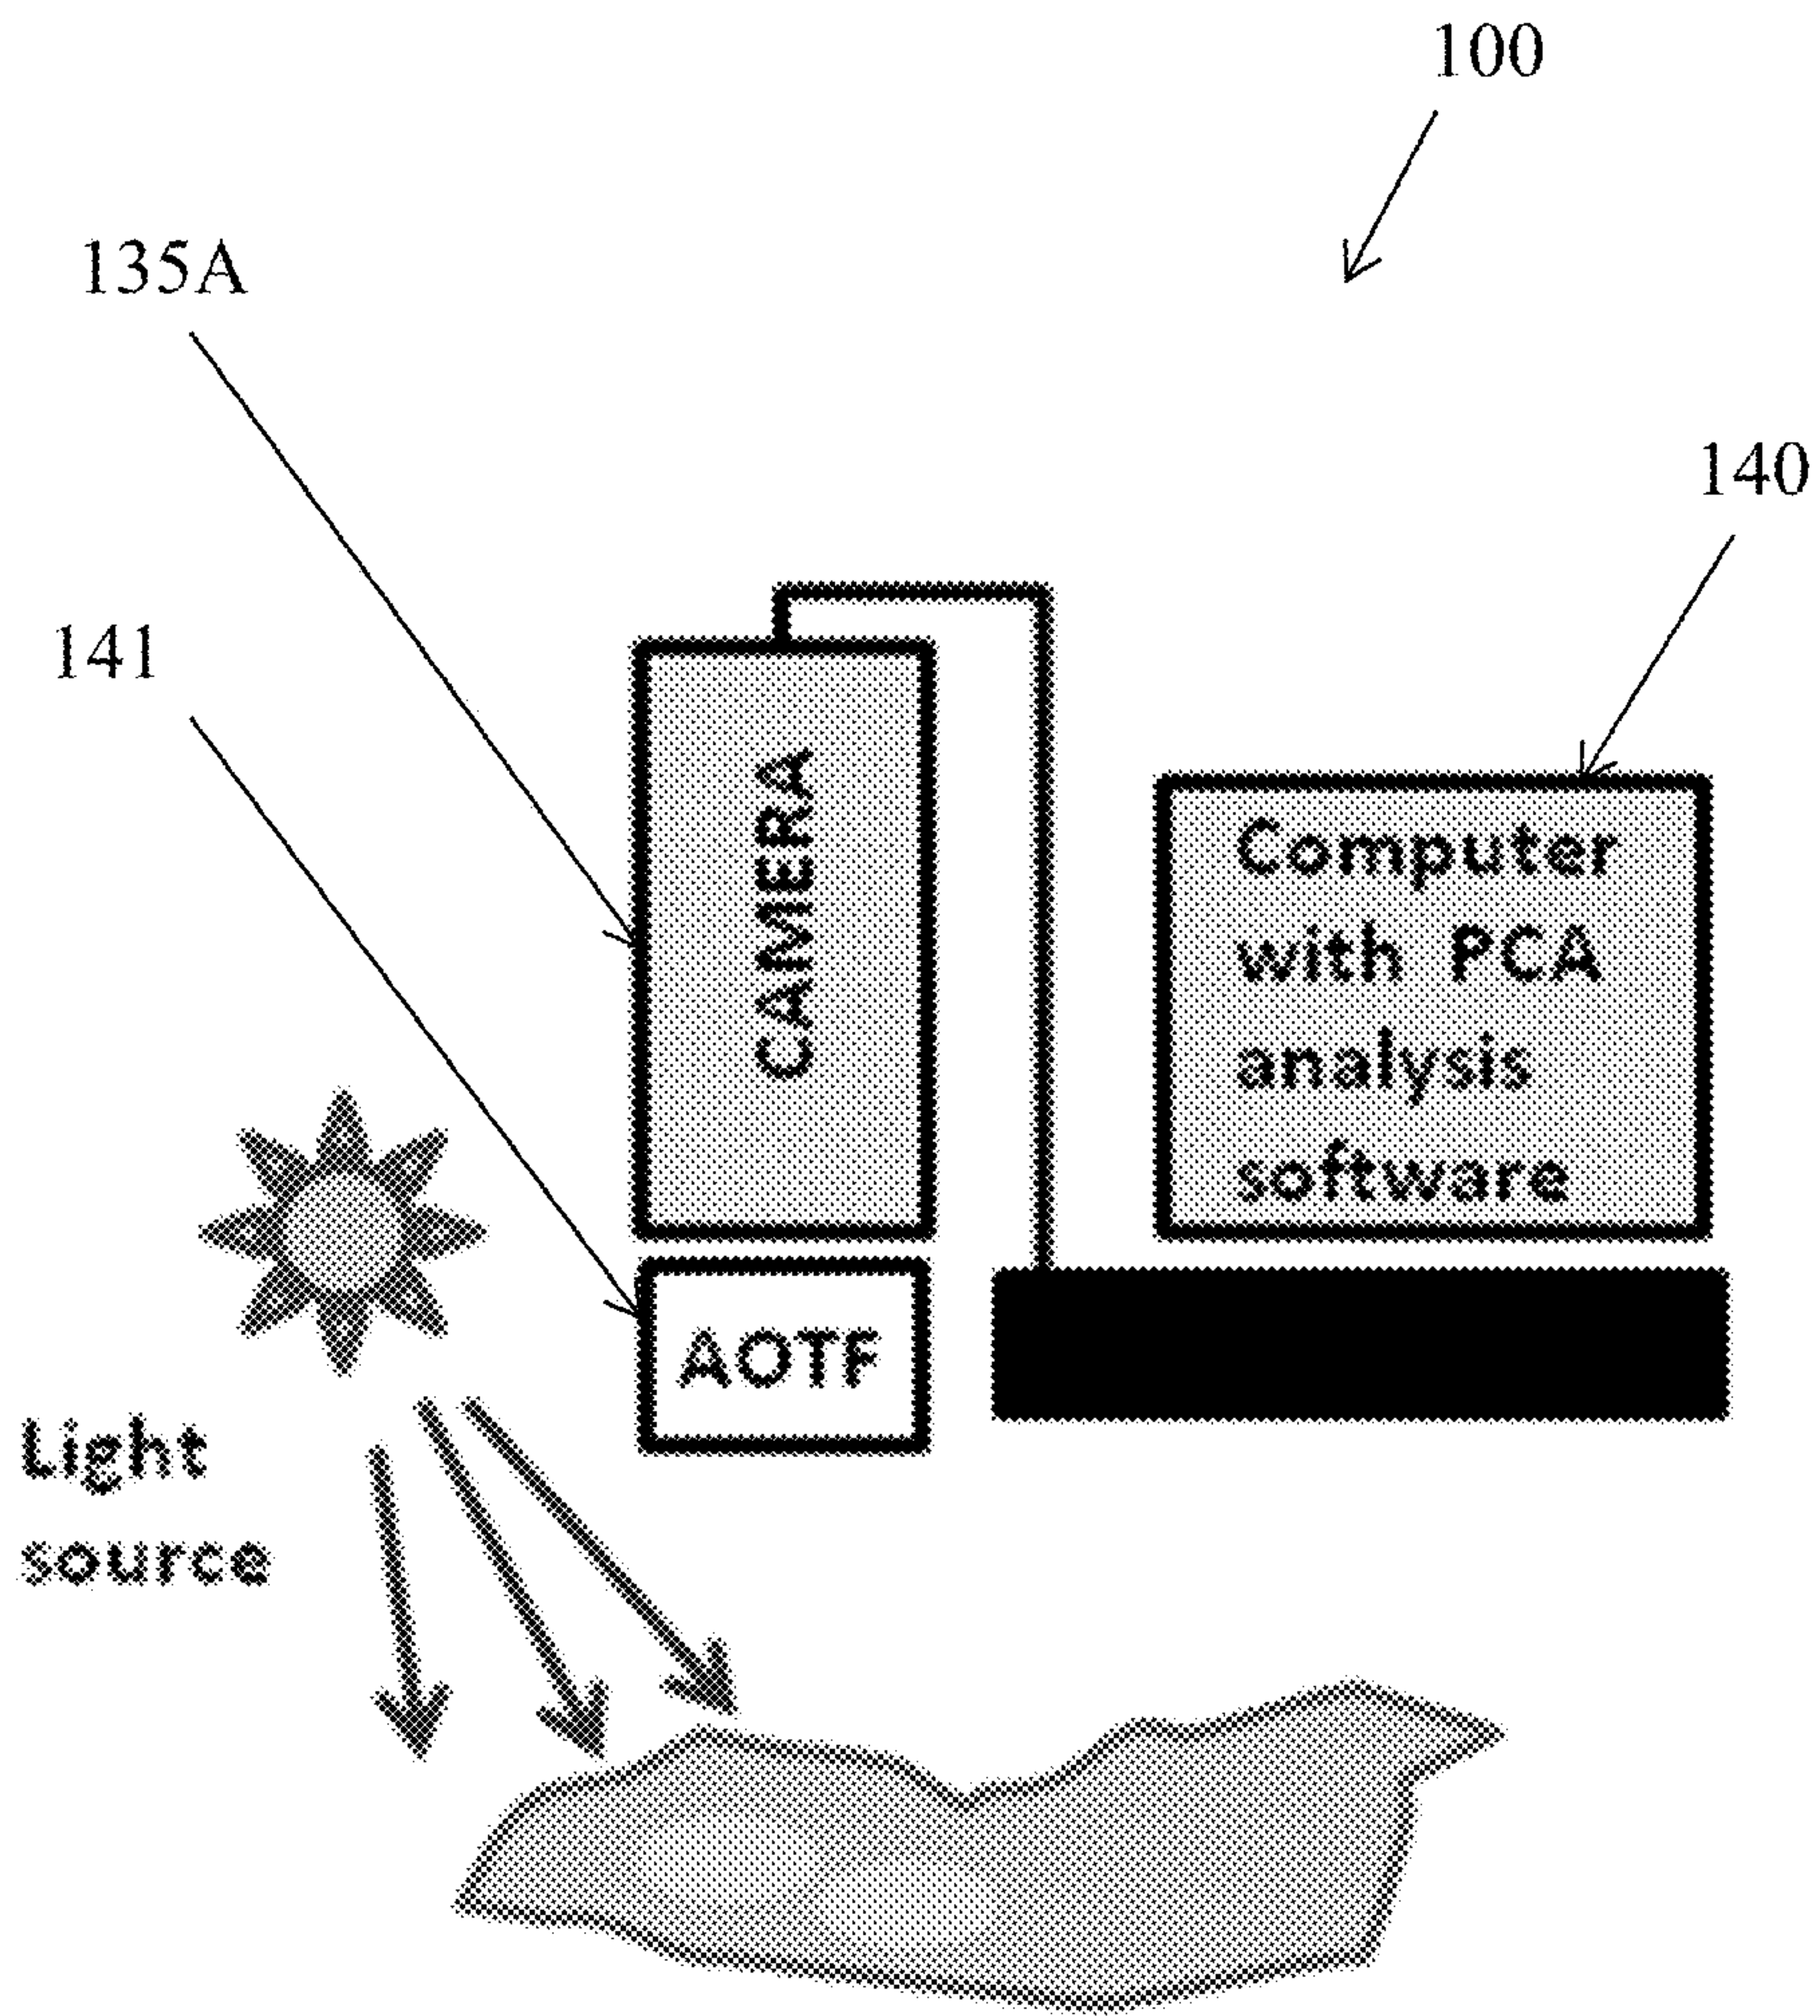 100
135A
140
141
CAMERA
Computer
with PCA
analysis
software
AOTF
Light
source